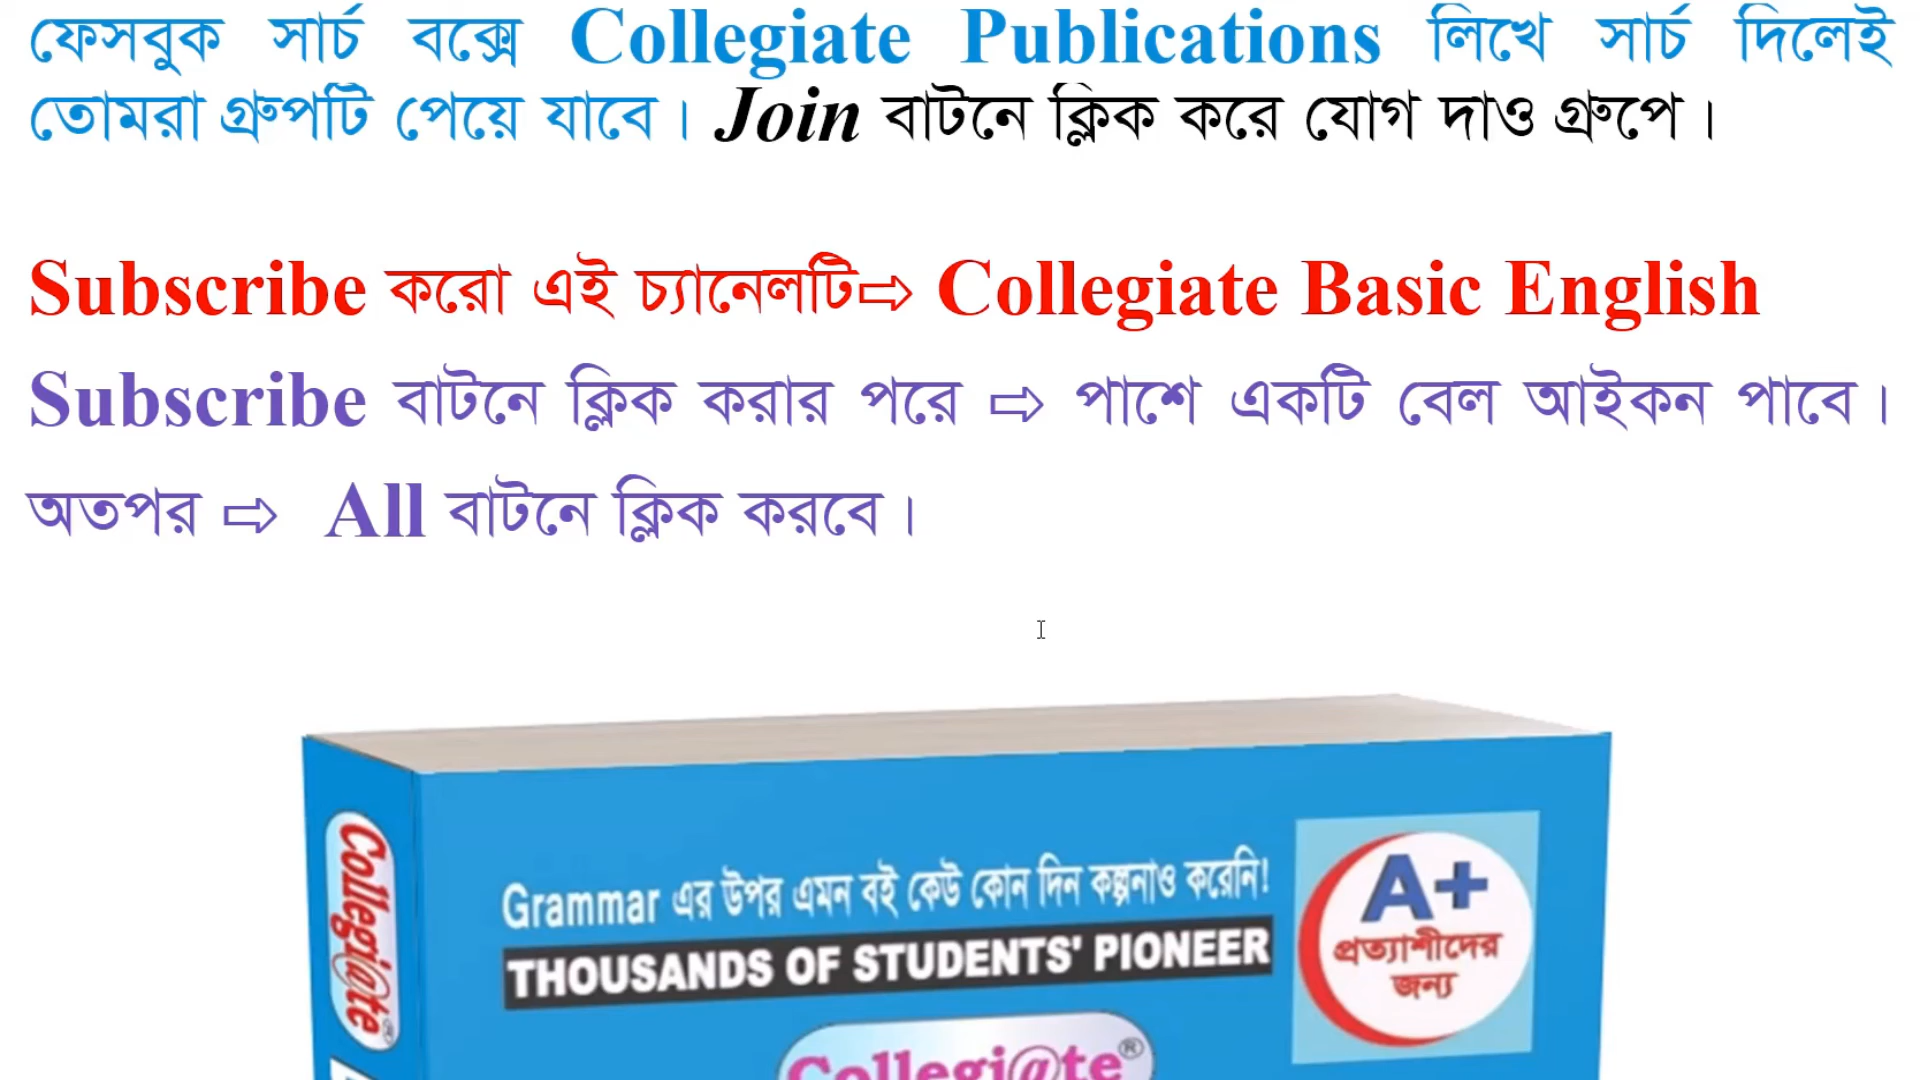 ফেসবুক সার্চ বক্সে Collegiate Publications লিখে সার্চ দিলেই
তোমরা গ্রুপটি পেয়ে যাবে। Join বাটনে ক্লিক করে যোগ দাও গ্রুপে।
Subscribe করো এই চ্যানেলটি⇨ Collegiate Basic English
Subscribe বাটনে ক্লিক করার পরে ⇨ পাশে একটি বেল আইকন পাবে।
অতপর ⇨ All বাটনে ক্লিক করবে।
Collegi@te®
Grammar এর উপর এমন বই কেউ কোন দিন কল্পনাও করেনি!
THOUSANDS OF STUDENTS' PIONEER
A+
প্রত্যাশীদের
জন্য
Collegi@te®